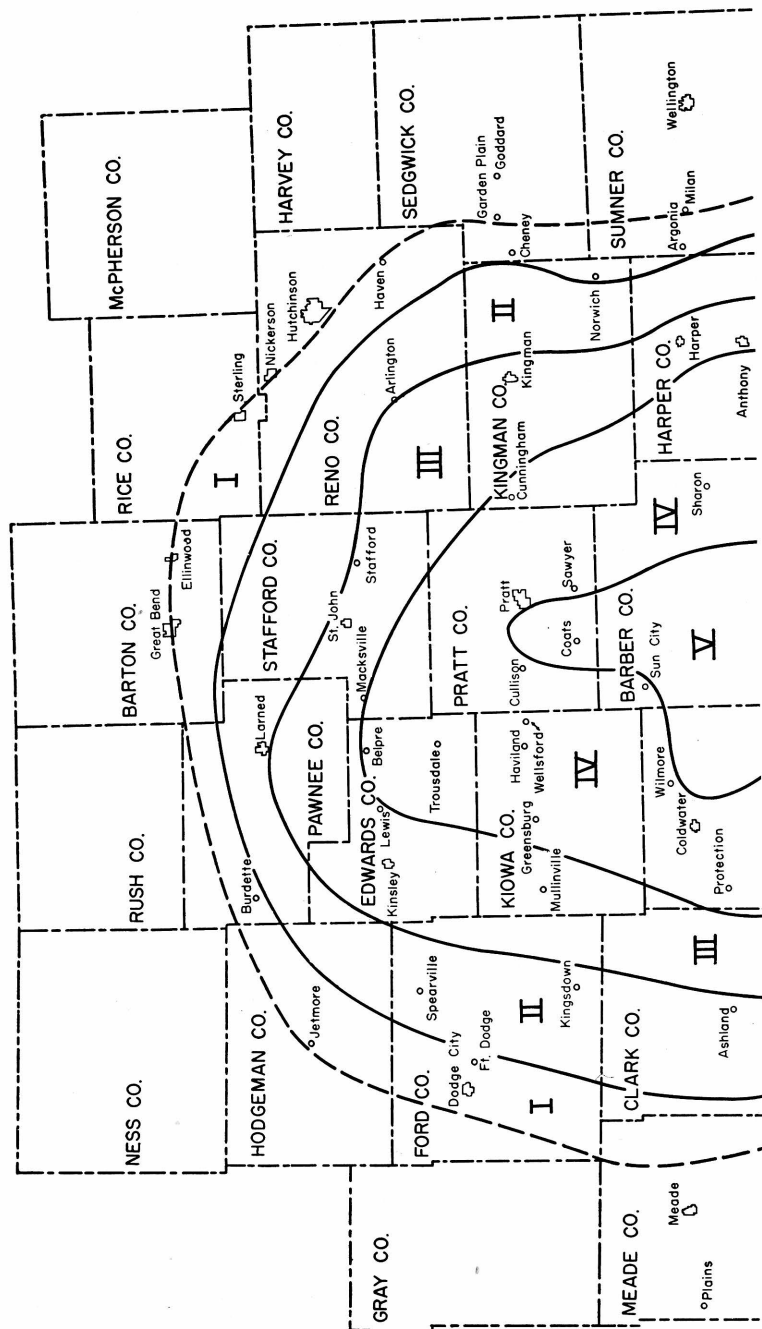 NESS CO.
RUSH CO.
BARTON CO.
RICE CO.
McPHERSON CO.
Great Bend
Ellinwood
I
Sterling
Nickerson
HODGEMAN CO.
Jetmore
Burdette
Larned
PAWNEE CO.
STAFFORD CO.
St. John
Stafford
Macksville
RENO CO.
Hutchinson
Haven
Arlington
III
HARVEY CO.
GRAY CO.
FORD CO.
Dodge City
Ft. Dodge
Spearville
Kingsdown
I
II
EDWARDS CO.
Kinsley
Lewis
Belpre
Trousdale
PRATT CO.
Cullison
Pratt
Coats
Sawyer
KINGMAN CO.
Cunningham
Kingman
II
Norwich
SEDGWICK CO.
Garden Plain
Goddard
Cheney
KIOWA CO.
Greensburg
Mullinville
Haviland
Wellsford
IV
MEADE CO.
Plains
Meade
CLARK CO.
Ashland
III
Protection
Coldwater
Wilmore
BARBER CO.
Sun City
V
IV
Sharon
HARPER CO.
Harper
Anthony
SUMNER CO.
Argonia
Milan
Wellington